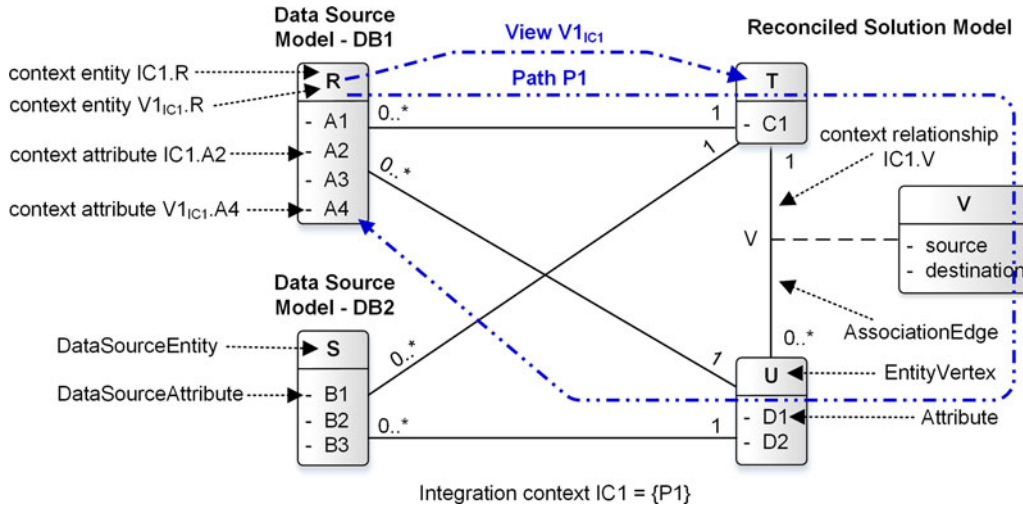 Data Source
Model - DB1
View V1IC1
Reconciled Solution Model
context entity IC1.R
context entity V1IC1.R
R
Path P1
T
- A1
- A2
- A3
- A4
0..*
1
- C1
context attribute IC1.A2
context attribute V1IC1.A4
0..*
1
1
context relationship
IC1.V
V
V
- source
- destination
Data Source
Model - DB2
DataSourceEntity
S
0..*
1
0..*
AssociationEdge
U
EntityVertex
DataSourceAttribute
- B1
- B2
- B3
0..*
1
- D1
- D2
Attribute
Integration context IC1 = {P1}